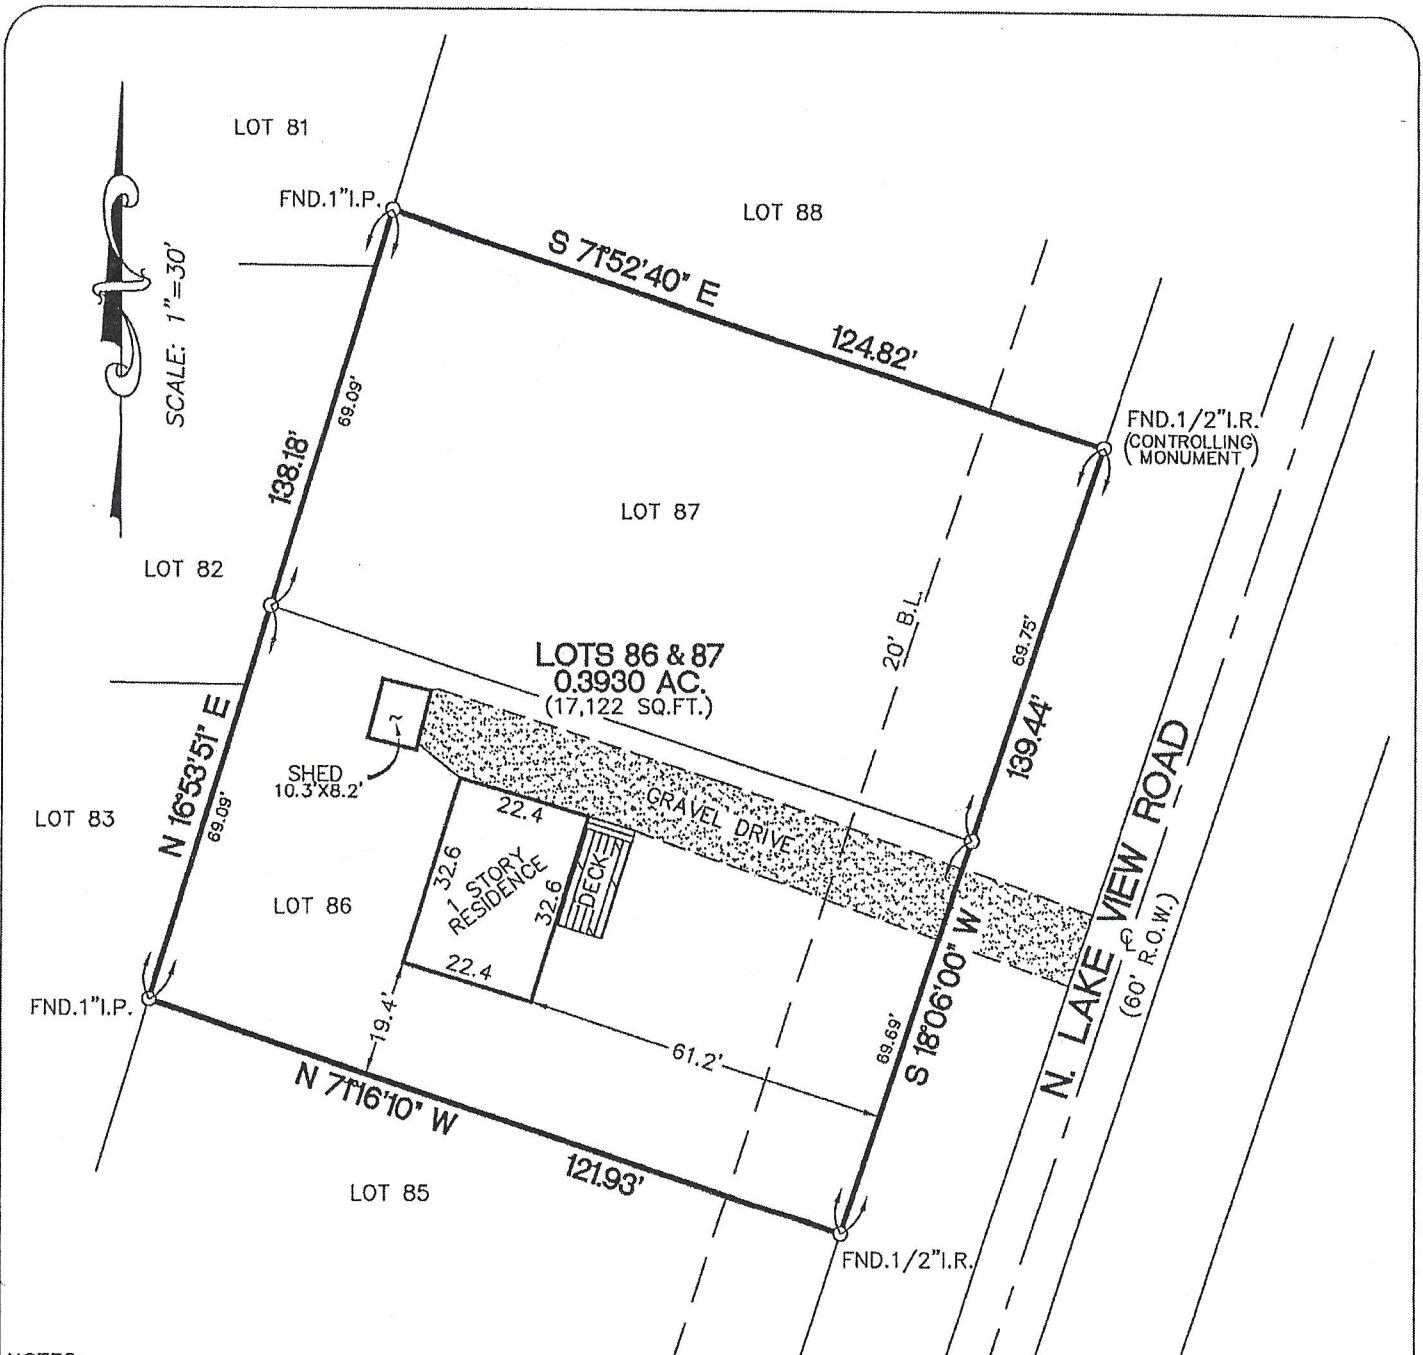 LOT 81
FND.1"I.P.
LOT 88
SCALE: 1"=30'
S 71°52'40" E
124.82'
FND.1/2"I.R.
(CONTROLLING
MONUMENT)
69.09'
138.18'
LOT 87
LOT 82
20' B.L.
69.75'
139.44'
LOTS 86 & 87
0.3930 AC.
(17,122 SQ.FT.)
N 16°53'51" E
69.09'
SHED
10.3'X8.2'
LOT 83
22.4
GRAVEL DRIVE
32.6
1 STORY
RESIDENCE
32.6
DECK
LOT 86
22.4
19.4'
61.2'
69.69'
S 18°06'00" W
N. LAKE VIEW ROAD
℄
(60' R.O.W.)
FND.1"I.P.
N 71°16'10" W
121.93'
LOT 85
FND.1/2"I.R.